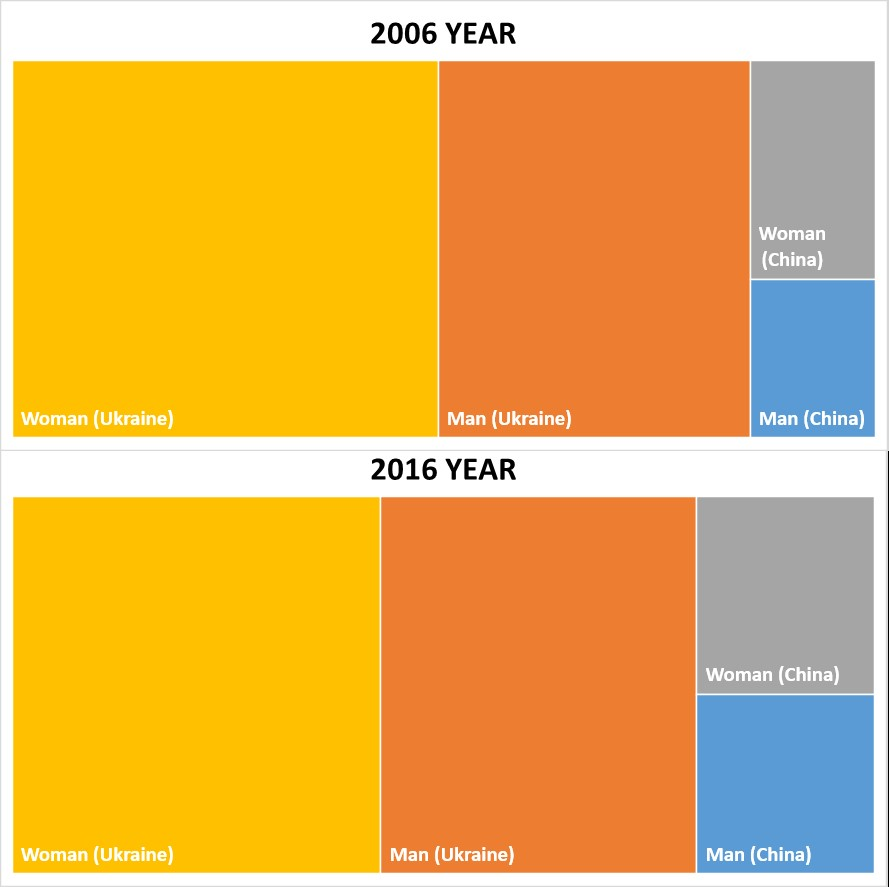 2006 YEAR
Woman
(China)
Woman (Ukraine)
Man (Ukraine)
Man (China)
2016 YEAR
Woman (China)
Woman (Ukraine)
Man (Ukraine)
Man (China)